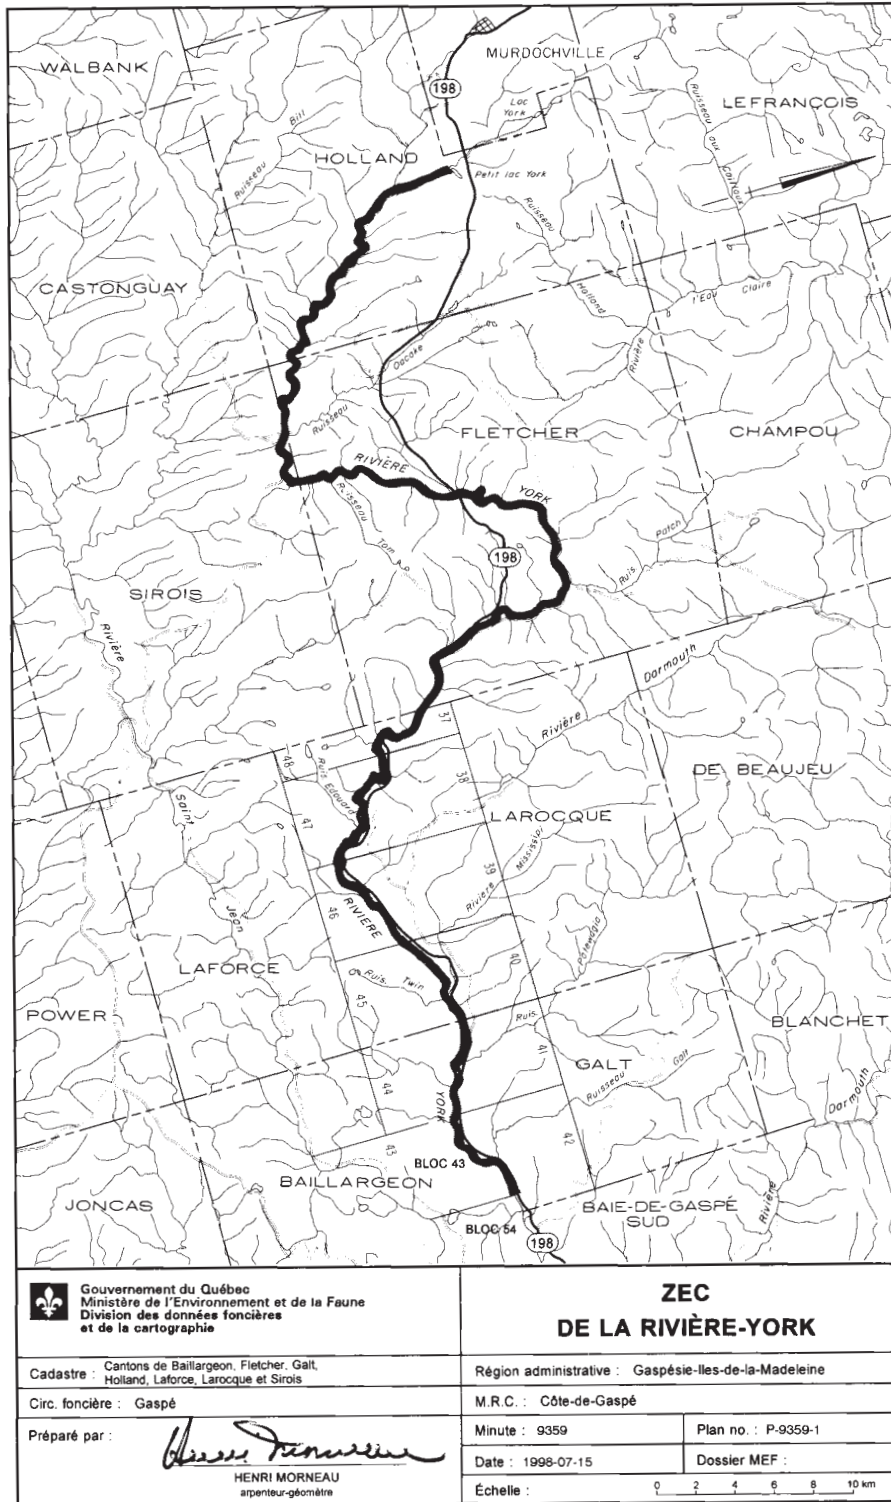 WALBANK
MURDOCHVILLE
198
Lac
York
LEFRANÇOIS
Ruisseau Bill
HOLLAND
Ruisseau aux Cailloux
Petit lac York
Ruisseau
Holland
CASTONGUAY
l'Eau Claire
Rivière
Ruisseau Oacake
FLETCHER
CHAMPOU
RIVIÈRE
YORK
Ruisseau Tom
Ruis. Patch
198
SIROIS
Rivière
Rivière Darmouth
37
48
Ruis. Edouard
38
DE BEAUJEU
Saint
47
LAROCQUE
Rivière Mississipi
39
46
RIVIÈRE
Jean
40
LAFORCE
Ruis. Twin
45
POWER
Ruis.
BLANCHET
41
GALT
Ruisseau Galt
44
YORK
Darmouth
43
42
BLOC 43
BAILLARGEON
JONCAS
BAIE-DE-GASPÉ
SUD
Rivière
BLOC 54
198
Gouvernement du Québec
Ministère de l'Environnement et de la Faune
Division des données foncières
et de la cartographie
ZEC
DE LA RIVIÈRE-YORK
Cadastre : Cantons de Baillargeon, Fletcher, Galt,
Holland, Laforce, Larocque et Sirois
Région administrative : Gaspésie-Iles-de-la-Madeleine
Circ. foncière : Gaspé
M.R.C. : Côte-de-Gaspé
Préparé par :
HENRI MORNEAU
arpenteur-géomètre
Minute : 9359
Plan no. : P-9359-1
Date : 1998-07-15
Dossier MEF :
Échelle :
0 2 4 6 8 10 km